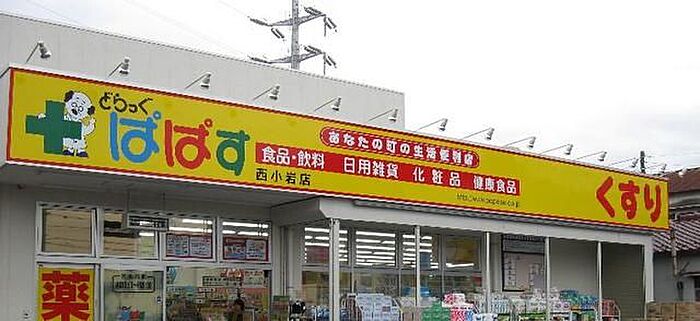 どらっぐ
ぱぱす
あなたの町の生活便利店
食品・飲料 日用雑貨 化粧品 健康食品
西小岩店
くすり
薬